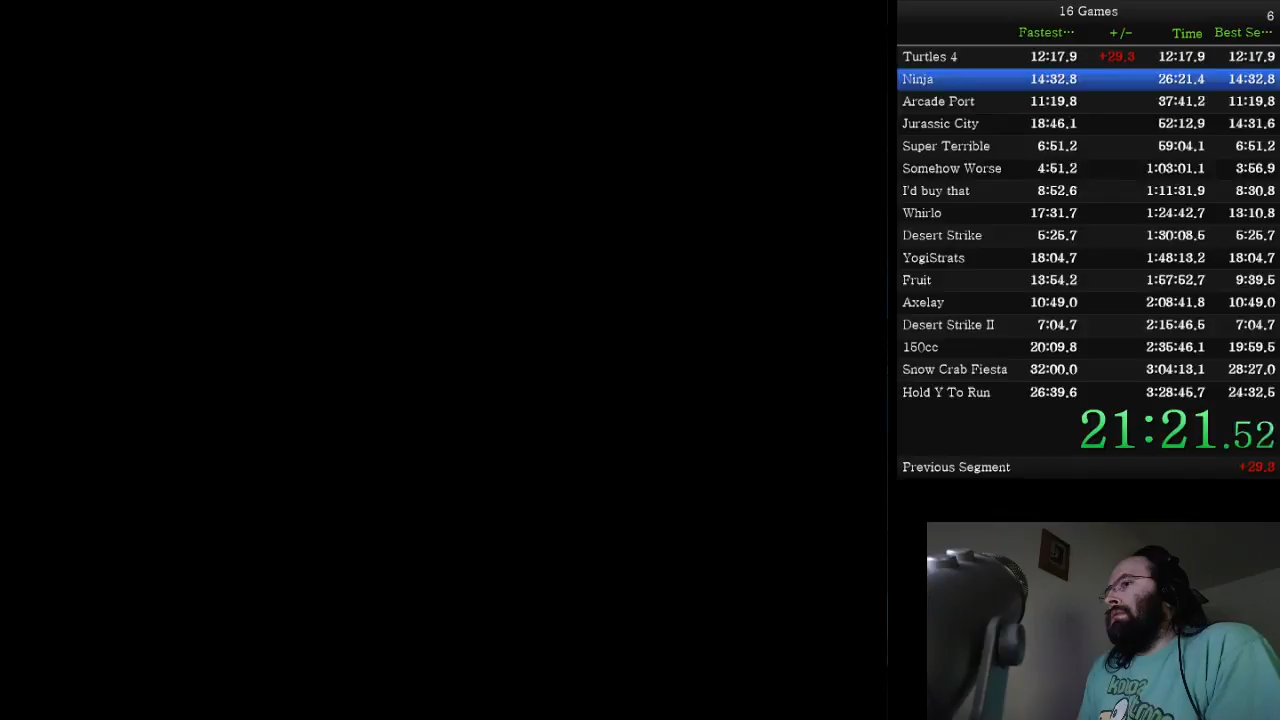 16 Games
6
Fastest… +/- Time Best Se…
Turtles 4 12:17.9 +29.3 12:17.9 12:17.9
Ninja 14:32.8 26:21.4 14:32.8
Arcade Port 11:19.8 37:41.2 11:19.8
Jurassic City 18:46.1 52:12.9 14:31.6
Super Terrible 6:51.2 59:04.1 6:51.2
Somehow Worse 4:51.2 1:03:01.1 3:56.9
I'd buy that 8:52.6 1:11:31.9 8:30.8
Whirlo 17:31.7 1:24:42.7 13:10.8
Desert Strike 5:25.7 1:30:08.5 5:25.7
YogiStrats 18:04.7 1:48:13.2 18:04.7
Fruit 13:54.2 1:57:52.7 9:39.5
Axelay 10:49.0 2:08:41.8 10:49.0
Desert Strike II 7:04.7 2:15:46.5 7:04.7
150cc 20:09.8 2:35:46.1 19:59.5
Snow Crab Fiesta 32:00.0 3:04:13.1 28:27.0
Hold Y To Run 26:39.6 3:28:45.7 24:32.5
21:21.52
Previous Segment +29.3